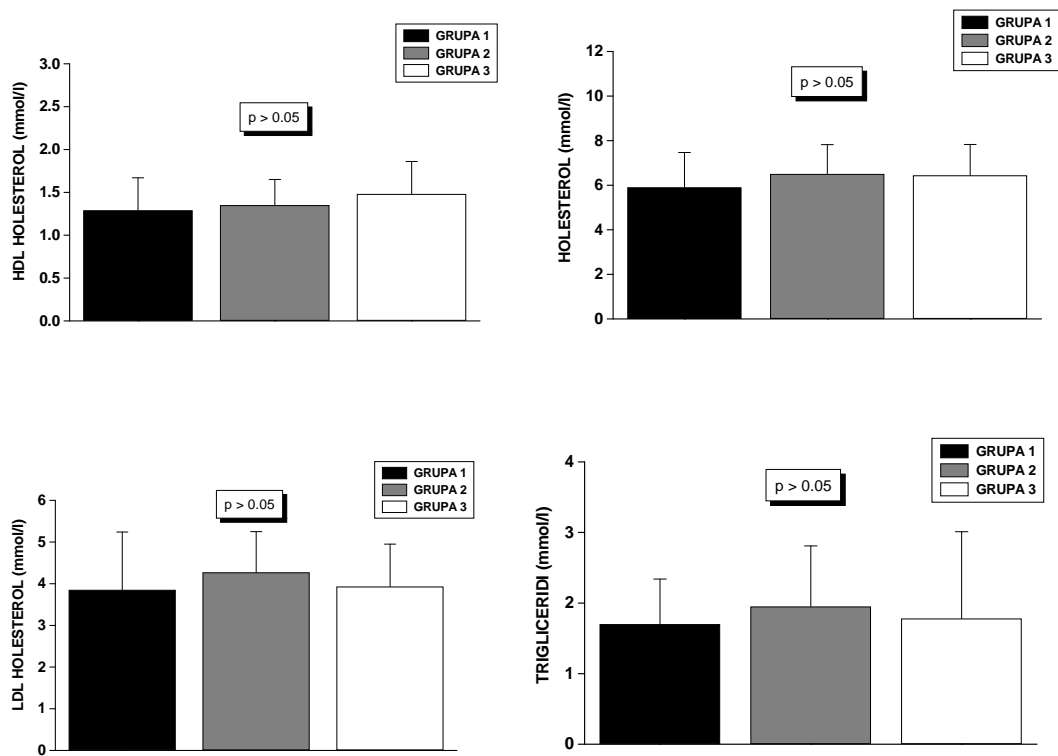 GRUPA 1
GRUPA 2
GRUPA 3
3.0
2.5
2.0
1.5
1.0
0.5
0.0
HDL HOLESTEROL (mmol/l)
p > 0.05
GRUPA 1
GRUPA 2
GRUPA 3
12
10
8
6
4
2
0
HOLESTEROL (mmol/l)
p > 0.05
GRUPA 1
GRUPA 2
GRUPA 3
6
5
4
3
2
1
0
LDL HOLESTEROL (mmol/l)
p > 0.05
GRUPA 1
GRUPA 2
GRUPA 3
4
3
2
1
0
TRIGLICERIDI (mmol/l)
p > 0.05